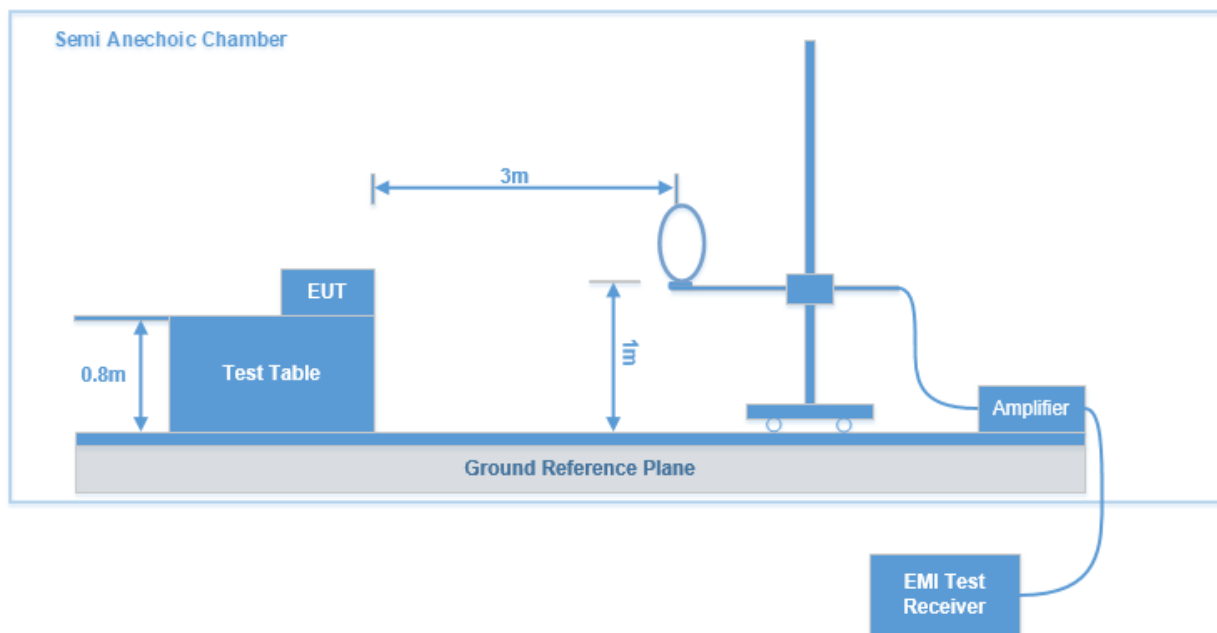 Semi Anechoic Chamber
3m
EUT
0.8m
Test Table
1m
Amplifier
Ground Reference Plane
EMI Test
Receiver